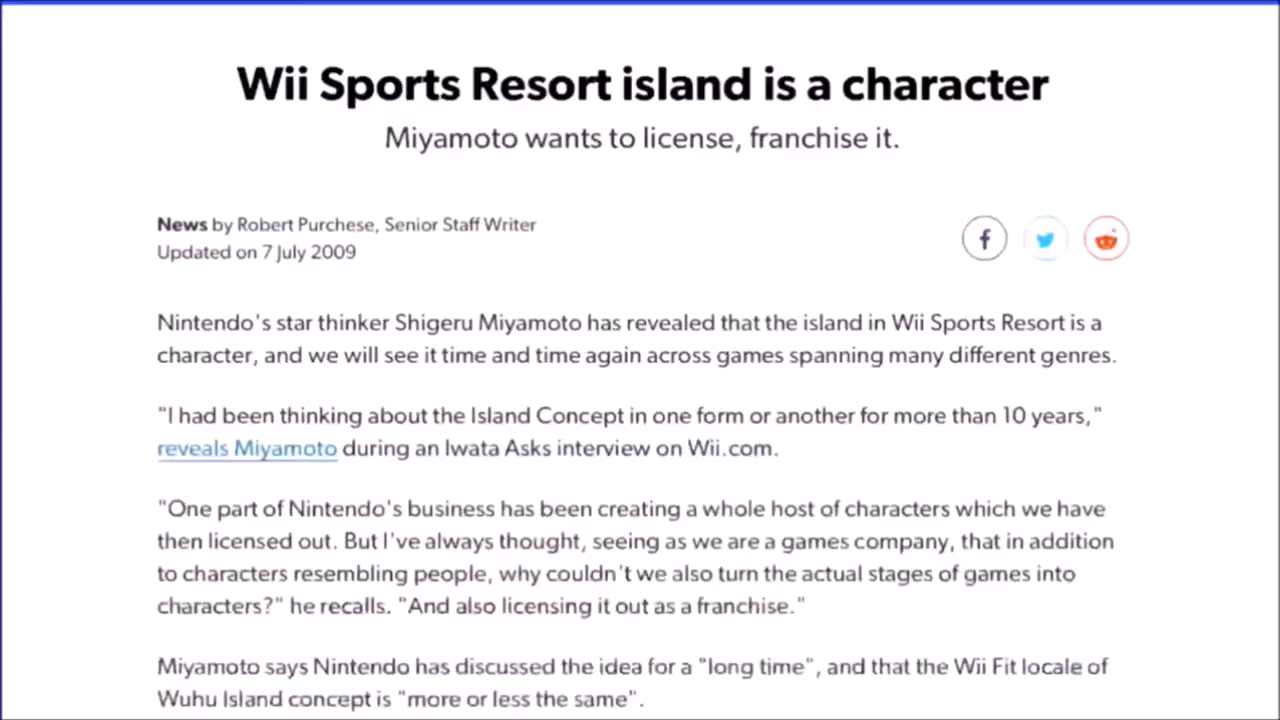 Wii Sports Resort island is a character
Miyamoto wants to license, franchise it.
News by Robert Purchese, Senior Staff Writer
Updated on 7 July 2009
Nintendo's star thinker Shigeru Miyamoto has revealed that the island in Wii Sports Resort is a
character, and we will see it time and time again across games spanning many different genres.
"I had been thinking about the Island Concept in one form or another for more than 10 years,"
reveals Miyamoto during an Iwata Asks interview on Wii.com.
"One part of Nintendo's business has been creating a whole host of characters which we have
then licensed out. But I've always thought, seeing as we are a games company, that in addition
to characters resembling people, why couldn't we also turn the actual stages of games into
characters?" he recalls. "And also licensing it out as a franchise."
Miyamoto says Nintendo has discussed the idea for a "long time", and that the Wii Fit locale of
Wuhu Island concept is "more or less the same".